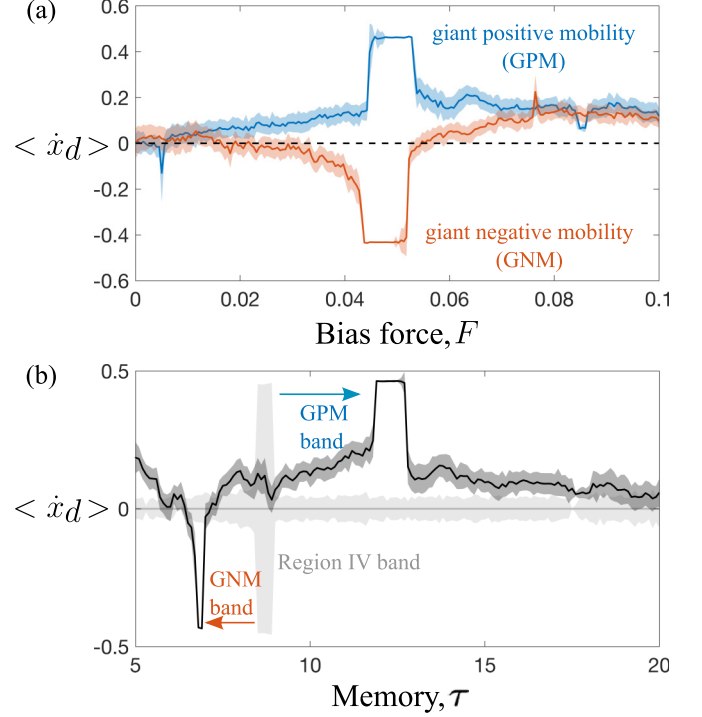 (a)
0.6
0.4
0.2
0
-0.2
-0.4
-0.6
< ẋd >
giant positive mobility
(GPM)
giant negative mobility
(GNM)
0 0.02 0.04 0.06 0.08 0.1
Bias force, F
(b)
0.5
0
-0.5
< ẋd >
GPM
band
Region IV band
GNM
band
5 10 15 20
Memory, τ